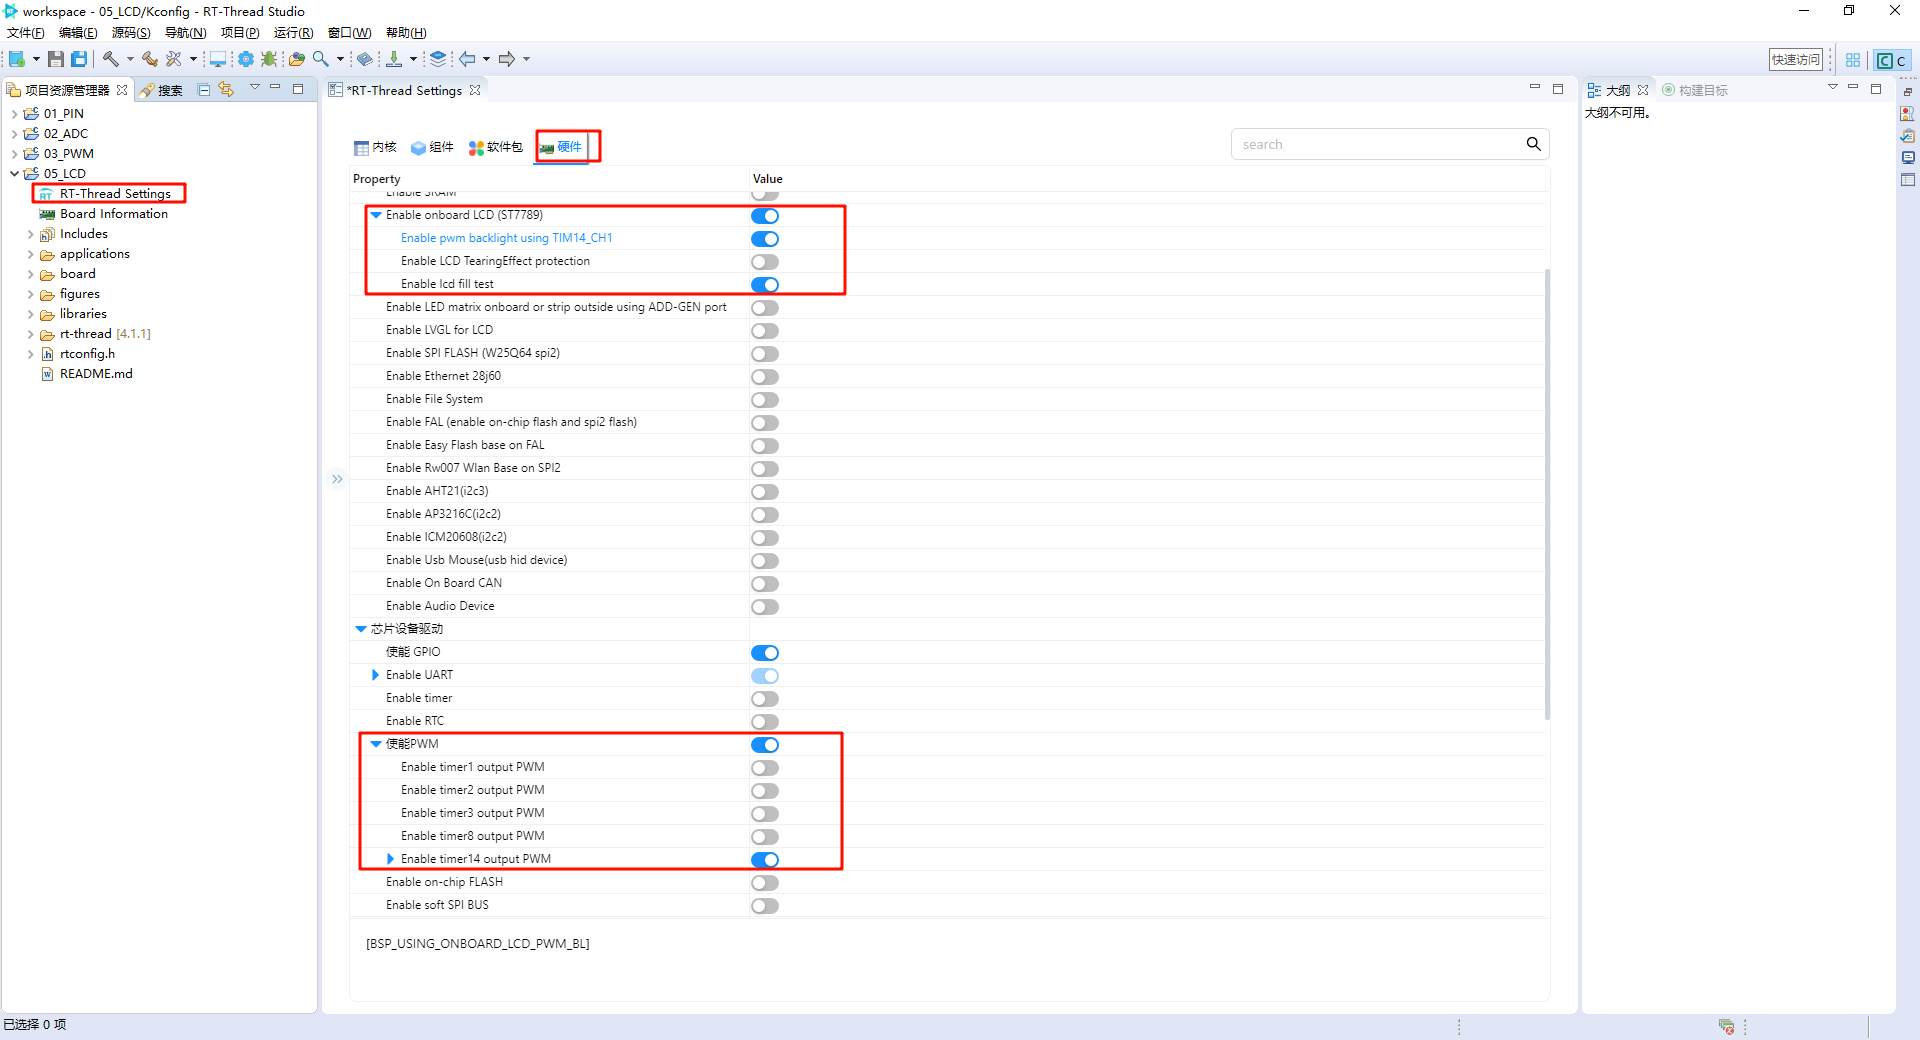 workspace - 05_LCD/Kconfig - RT-Thread Studio
文件(F) 编辑(E) 源码(S) 导航(N) 项目(P) 运行(R) 窗口(W) 帮助(H)
快速访问
C
项目资源管理器
搜索
01_PIN
02_ADC
03_PWM
05_LCD
RT-Thread Settings
Board Information
Includes
applications
board
figures
libraries
rt-thread [4.1.1]
rtconfig.h
README.md
*RT-Thread Settings
内核 组件 软件包 硬件
search
Property Value
Enable SRAM
Enable onboard LCD (ST7789)
Enable pwm backlight using TIM14_CH1
Enable LCD TearingEffect protection
Enable lcd fill test
Enable LED matrix onboard or strip outside using ADD-GEN port
Enable LVGL for LCD
Enable SPI FLASH (W25Q64 spi2)
Enable Ethernet 28j60
Enable File System
Enable FAL (enable on-chip flash and spi2 flash)
Enable Easy Flash base on FAL
Enable Rw007 Wlan Base on SPI2
Enable AHT21(i2c3)
Enable AP3216C(i2c2)
Enable ICM20608(i2c2)
Enable Usb Mouse(usb hid device)
Enable On Board CAN
Enable Audio Device
芯片设备驱动
使能 GPIO
Enable UART
Enable timer
Enable RTC
使能PWM
Enable timer1 output PWM
Enable timer2 output PWM
Enable timer3 output PWM
Enable timer8 output PWM
Enable timer14 output PWM
Enable on-chip FLASH
Enable soft SPI BUS
[BSP_USING_ONBOARD_LCD_PWM_BL]
大纲
构建目标
大纲不可用。
已选择 0 项